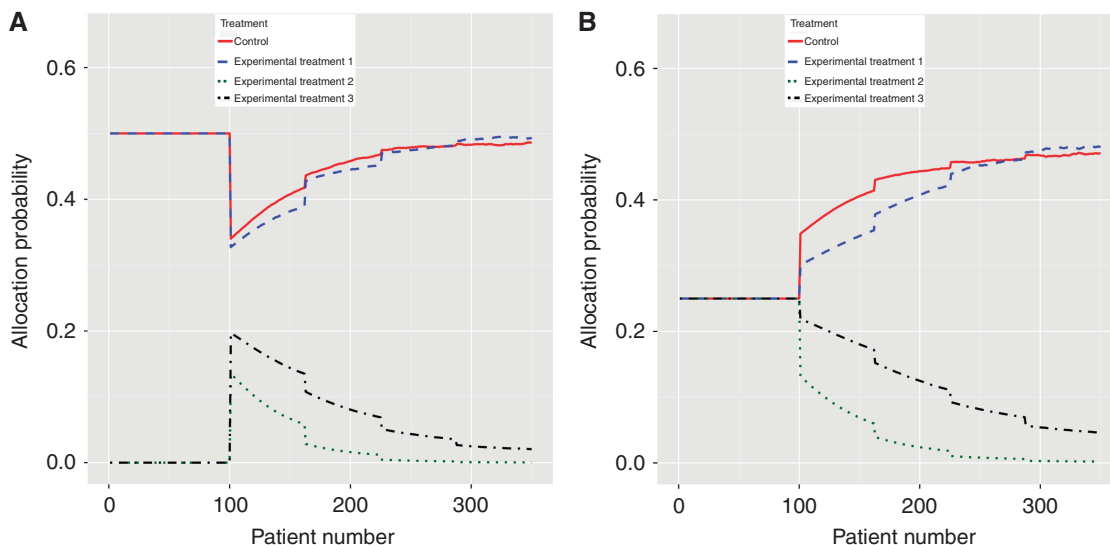 A
Treatment
Control
Experimental treatment 1
Experimental treatment 2
Experimental treatment 3
0.6
0.4
0.2
0.0
Allocation probability
0
100
200
300
Patient number
B
Treatment
Control
Experimental treatment 1
Experimental treatment 2
Experimental treatment 3
0.6
0.4
0.2
0.0
Allocation probability
0
100
200
300
Patient number